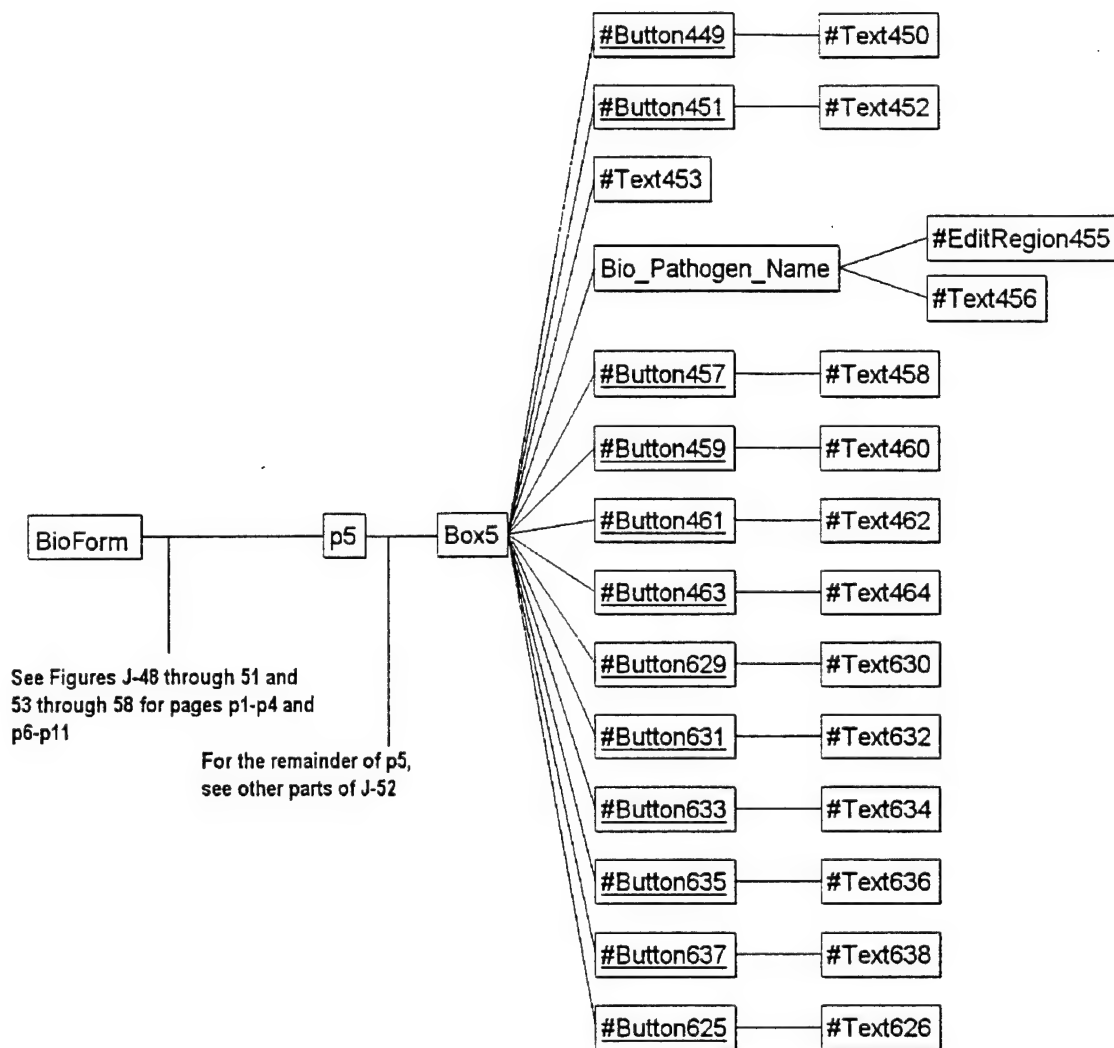 #Button449 #Text450
#Button451 #Text452
#Text453
#EditRegion455
Bio_Pathogen_Name
#Text456
#Button457 #Text458
#Button459 #Text460
#Button461 #Text462
BioForm p5 Box5
#Button463 #Text464
#Button629 #Text630
See Figures J-48 through 51 and
53 through 58 for pages p1-p4 and
p6-p11
#Button631 #Text632
For the remainder of p5,
see other parts of J-52
#Button633 #Text634
#Button635 #Text636
#Button637 #Text638
#Button625 #Text626